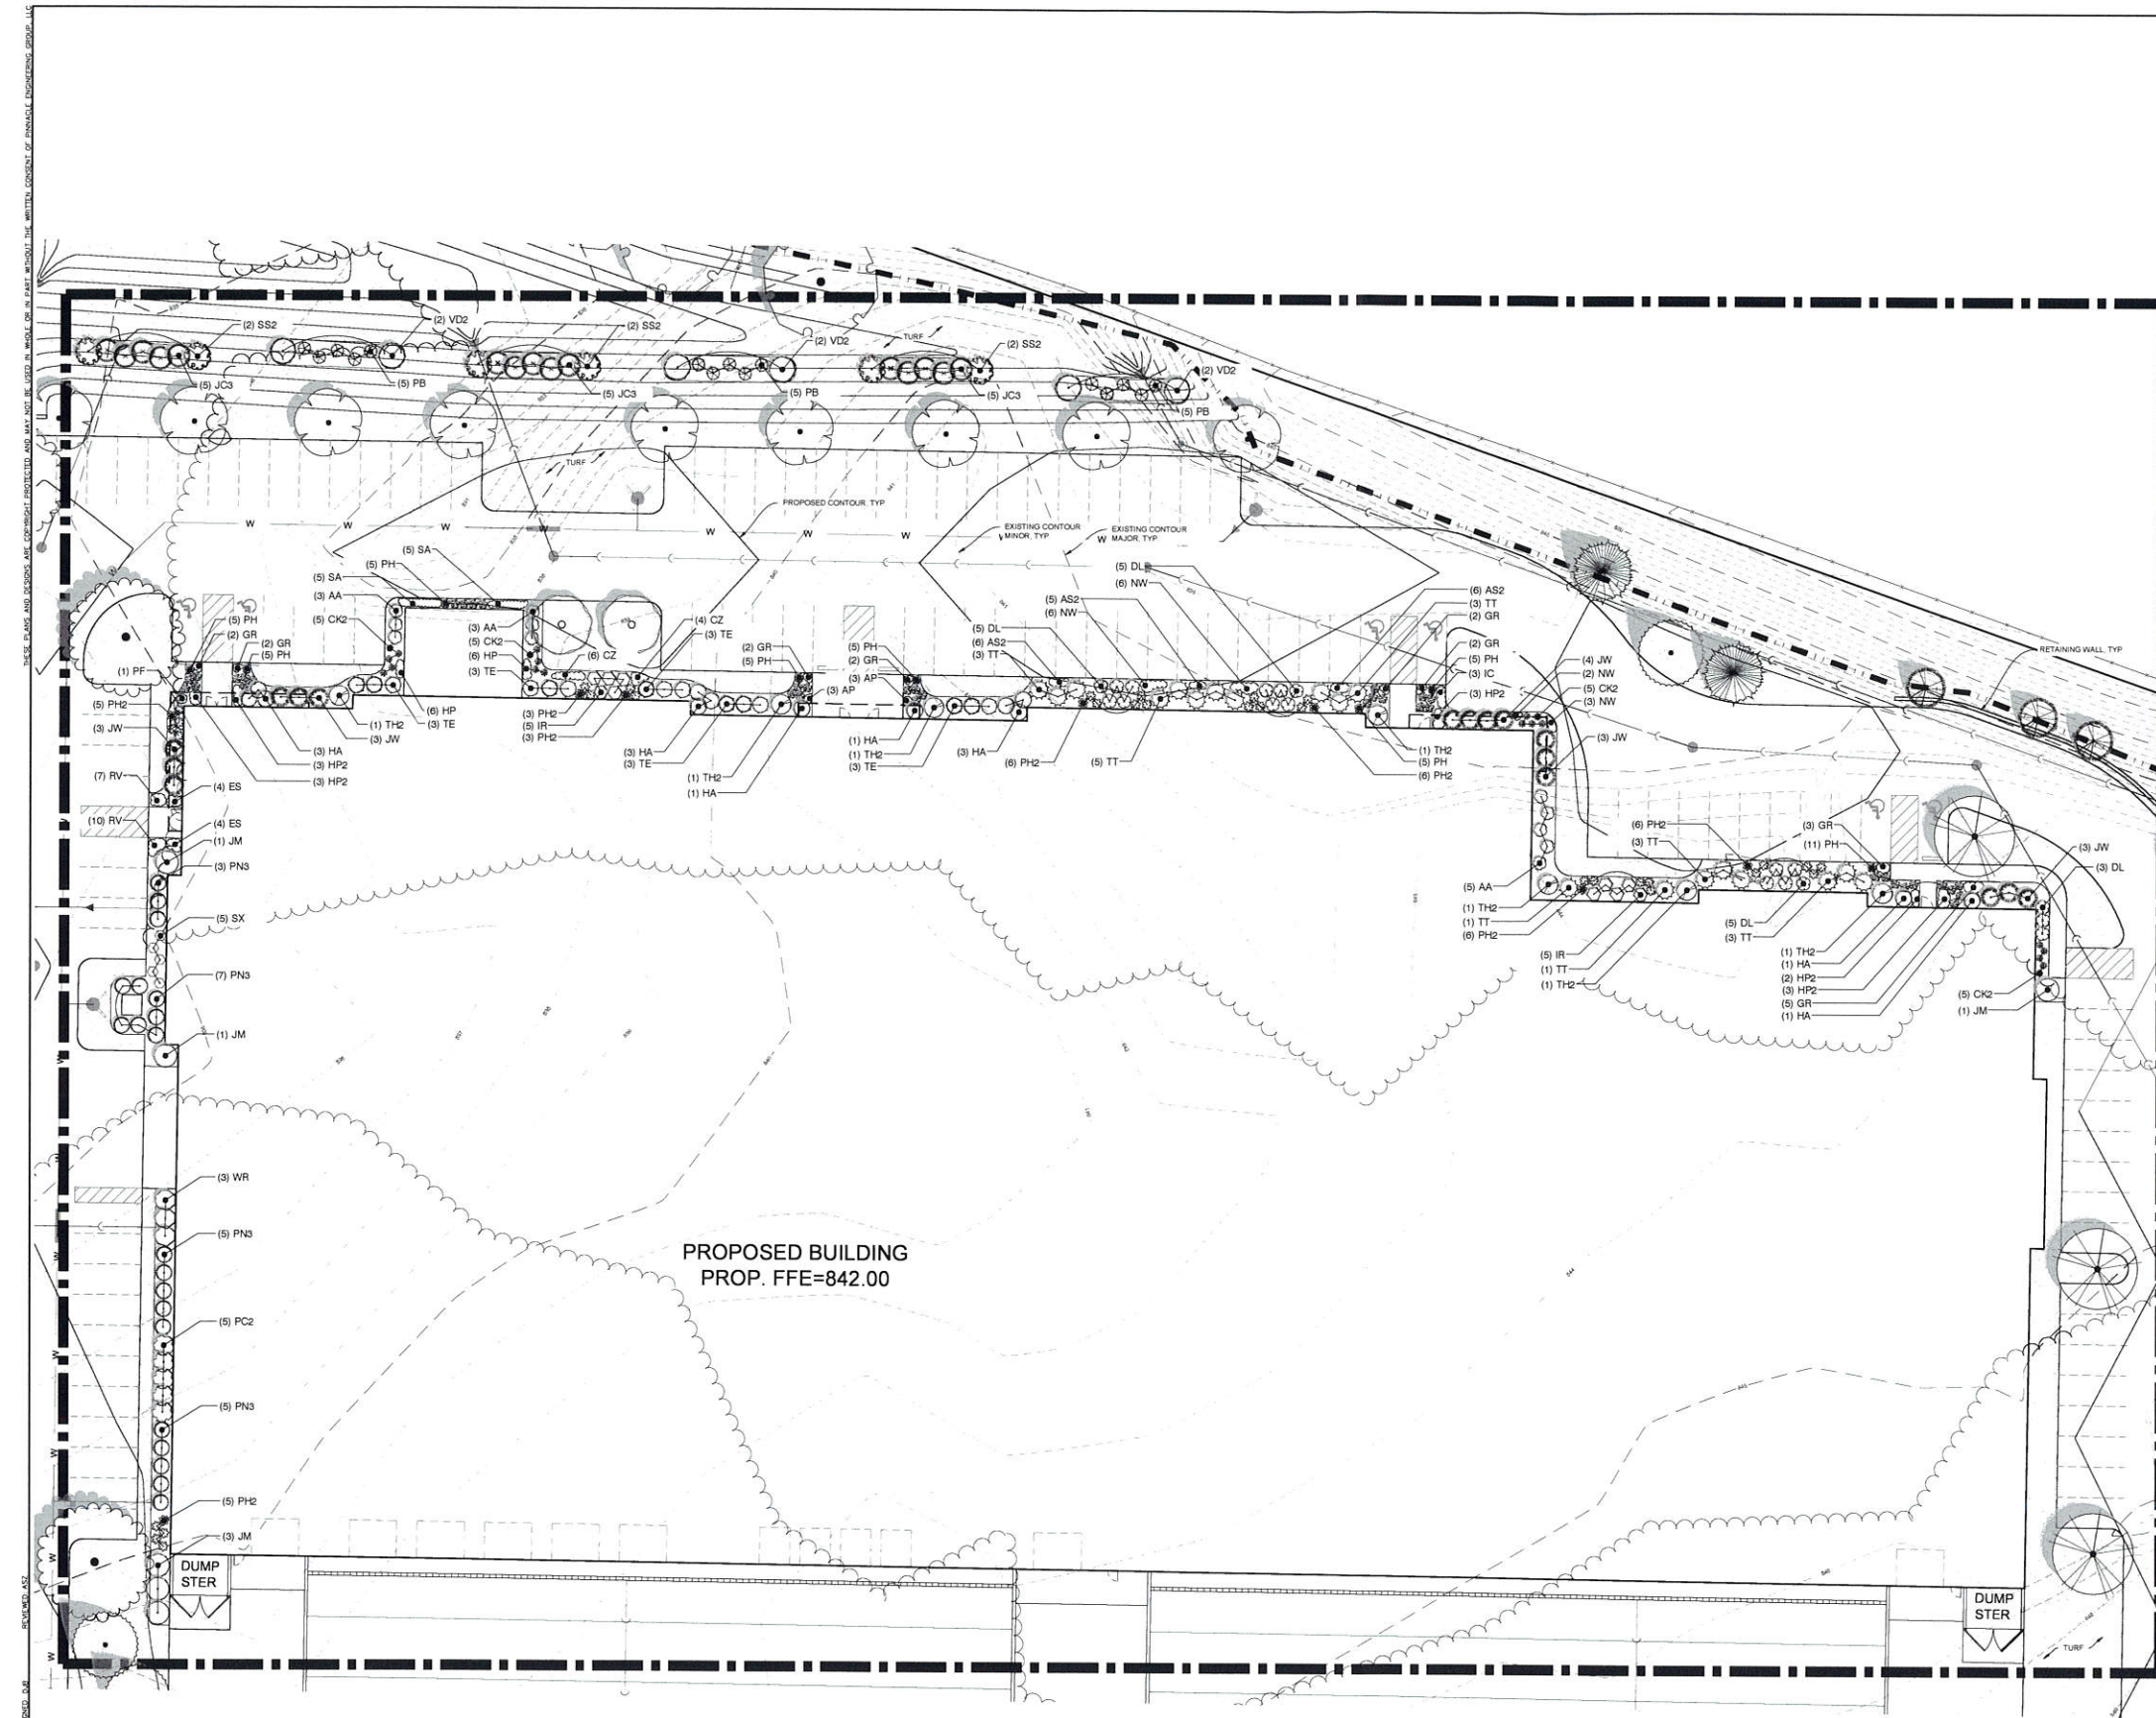 THESE PLANS AND DESIGNS ARE COPYRIGHT PROTECTED AND MAY NOT BE USED IN WHOLE OR IN PART WITHOUT THE WRITTEN CONSENT OF PINNACLE ENGINEERING GROUP, LLC
(2) SS2
(2) VD2
(2) SS2
(2) VD2
TURF
(2) SS2
(2) VD2
(5) JC3
(5) PB
(5) JC3
(5) PB
(5) JC3
(5) PB
TURF
PROPOSED CONTOUR, TYP
EXISTING CONTOUR
MINOR, TYP
EXISTING CONTOUR
MAJOR, TYP
W
W
W
W
W
W
W
W
(5) SA
(5) PH
(5) SA
(3) AA
(5) CK2
(5) PH
(2) GR
(2) GR
(5) PH
(1) PF
(3) AA
(5) CK2
(6) HP
(3) TE
(6) CZ
(4) CZ
(3) TE
(2) GR
(5) PH
(3) AP
(5) PH
(2) GR
(3) AP
(5) DL
(6) NW
(5) AS2
(6) NW
(5) DL
(6) AS2
(3) TT
(6) AS2
(3) TT
(2) GR
(2) GR
(5) PH
(3) IC
(3) HP2
(4) JW
(2) NW
(5) CK2
(3) NW
(3) JW
RETAINING WALL, TYP
(5) PH2
(3) JW
(7) RV
(4) ES
(10) RV
(4) ES
(1) JM
(3) PN3
(5) SX
(7) PN3
(1) JM
(6) HP
(3) TE
(1) TH2
(3) JW
(3) HA
(3) HP2
(3) HP2
(3) PH2
(5) IR
(3) PH2
(3) HA
(3) TE
(1) TH2
(1) HA
(1) HA
(1) TH2
(3) TE
(3) HA
(6) PH2
(5) TT
(1) TH2
(5) PH
(6) PH2
(6) PH2
(3) TT
(3) GR
(11) PH
(3) JW
(3) DL
(5) AA
(1) TH2
(1) TT
(6) PH2
(5) IR
(1) TT
(1) TH2
(5) DL
(3) TT
(1) TH2
(1) HA
(2) HP2
(3) HP2
(5) GR
(1) HA
(5) CK2
(1) JM
(3) WR
(5) PN3
(5) PC2
(5) PN3
(5) PH2
(3) JM
PROPOSED BUILDING
PROP. FFE=842.00
DUMP
STER
DUMP
STER
TURF
REVIEWED: ASZ